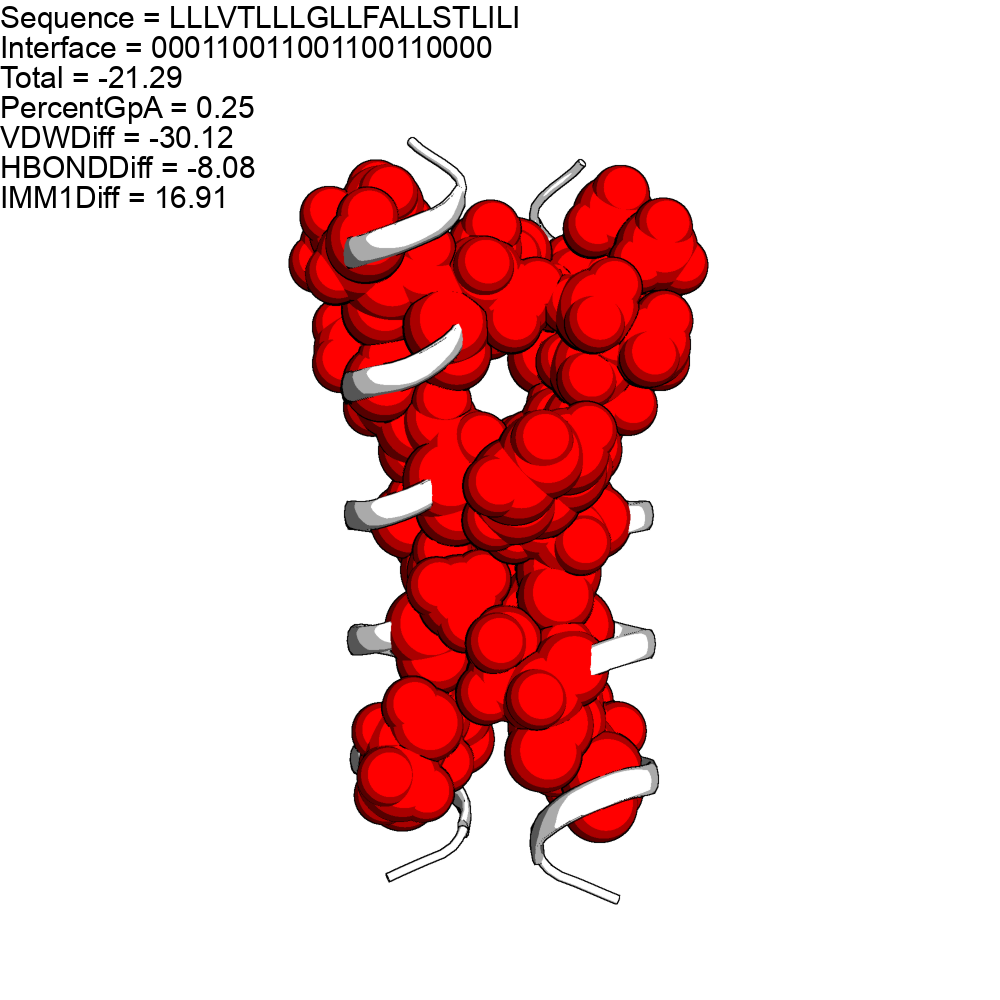 Sequence = LLLVTLLLGLLFALLSTLILI
Interface = 000110011001100110000
Total = -21.29
PercentGpA = 0.25
VDWDiff = -30.12
HBONDDiff = -8.08
IMM1Diff = 16.91